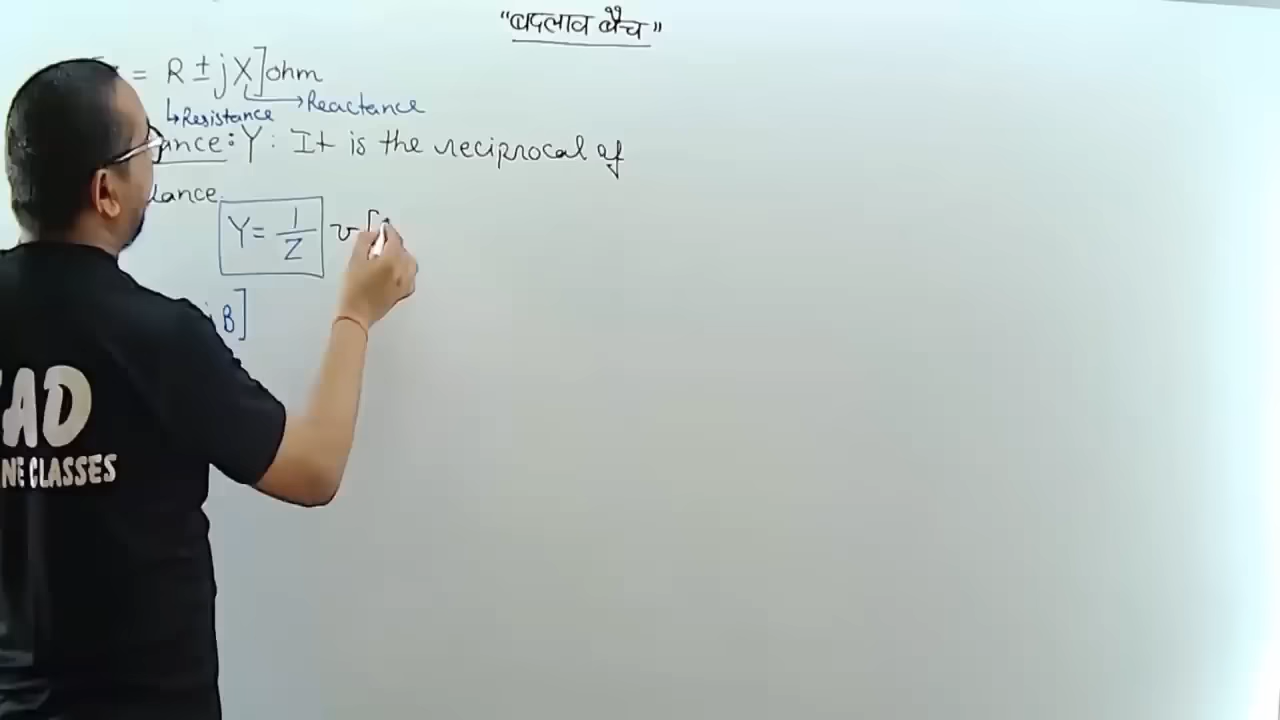 "बदलाव बैच"
= R ± jX] ohm
↳Resistance → Reactance
ance: Y: It is the reciprocal of
dance.
Y = 1/Z ʊ [
B]
AD
NE CLASSES